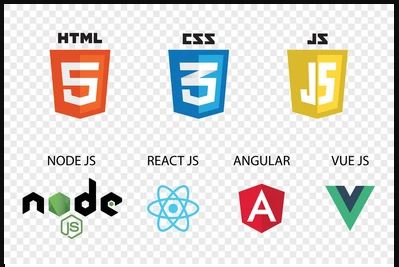 HTML CSS JS
5 3 JS
NODE JS REACT JS ANGULAR VUE JS
node A
JS